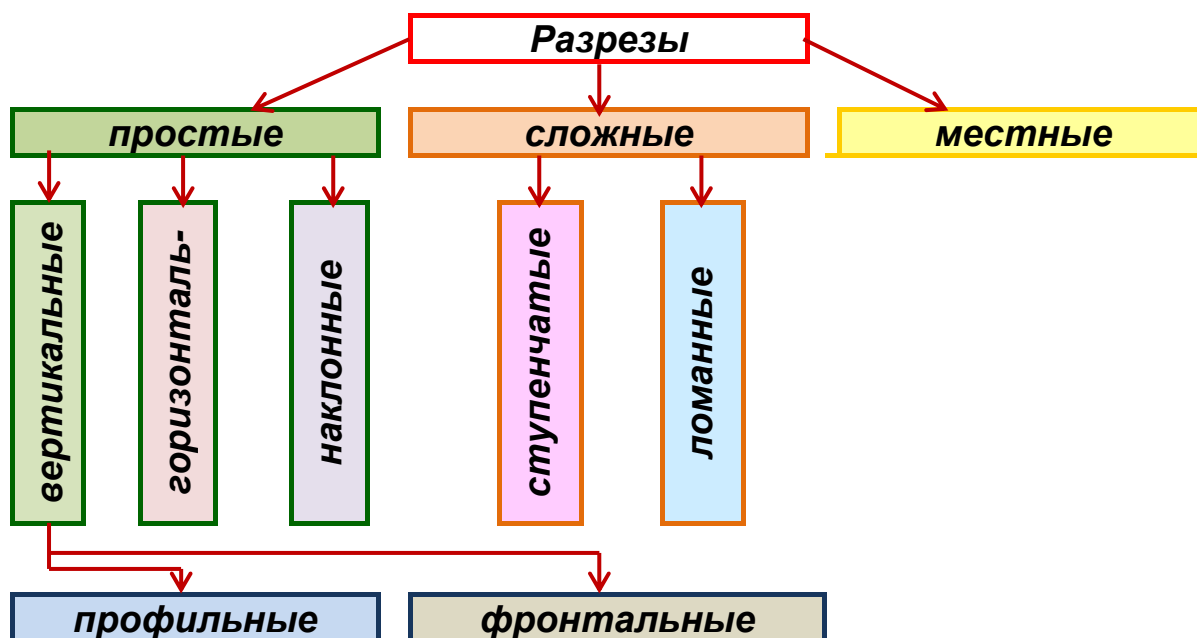 Разрезы
простые
сложные
местные
вертикальные
горизонталь-
наклонные
ступенчатые
ломанные
профильные
фронтальные